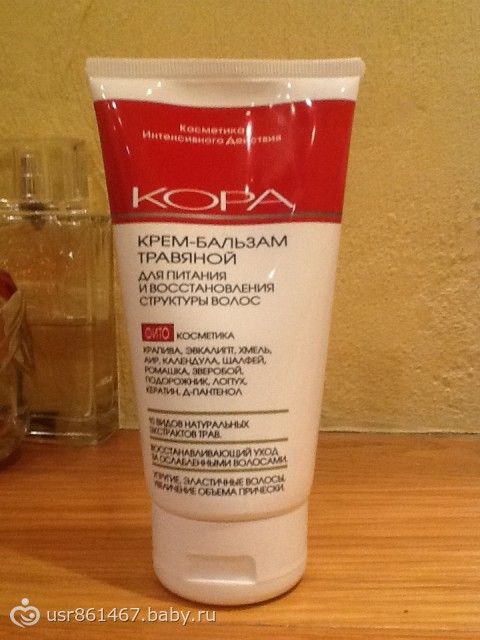 Косметика
Интенсивного Действия
КОРА
КРЕМ-БАЛЬЗАМ
ТРАВЯНОЙ
ДЛЯ ПИТАНИЯ
И ВОССТАНОВЛЕНИЯ
СТРУКТУРЫ ВОЛОС
ФИТО КОСМЕТИКА
КРАПИВА, ЭВКАЛИПТ, ХМЕЛЬ,
АИР, КАЛЕНДУЛА, ШАЛФЕЙ,
РОМАШКА, ЗВЕРОБОЙ,
ПОДОРОЖНИК, ЛОПУХ,
КЕРАТИН, Д-ПАНТЕНОЛ
10 ВИДОВ НАТУРАЛЬНЫХ
ЭКСТРАКТОВ ТРАВ.
ВОССТАНАВЛИВАЮЩИЙ УХОД
ЗА ОСЛАБЛЕННЫМИ ВОЛОСАМИ.
УПРУГИЕ, ЭЛАСТИЧНЫЕ ВОЛОСЫ,
УВЕЛИЧЕНИЕ ОБЪЕМА ПРИЧЕСКИ.
usr861467.baby.ru